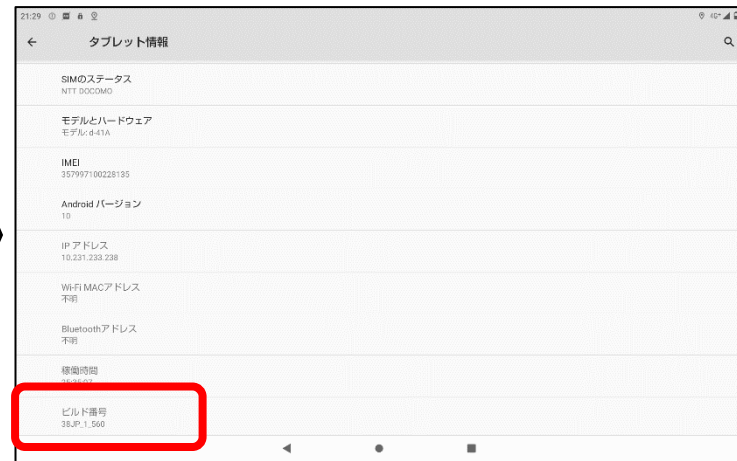 21:29
タブレット情報
SIMのステータス
NTT DOCOMO
モデルとハードウェア
モデル: d-41A
IMEI
357997100228135
Android バージョン
10
IP アドレス
10.231.233.238
Wi-Fi MACアドレス
不明
Bluetoothアドレス
不明
稼働時間
ビルド番号
38JP_1_560